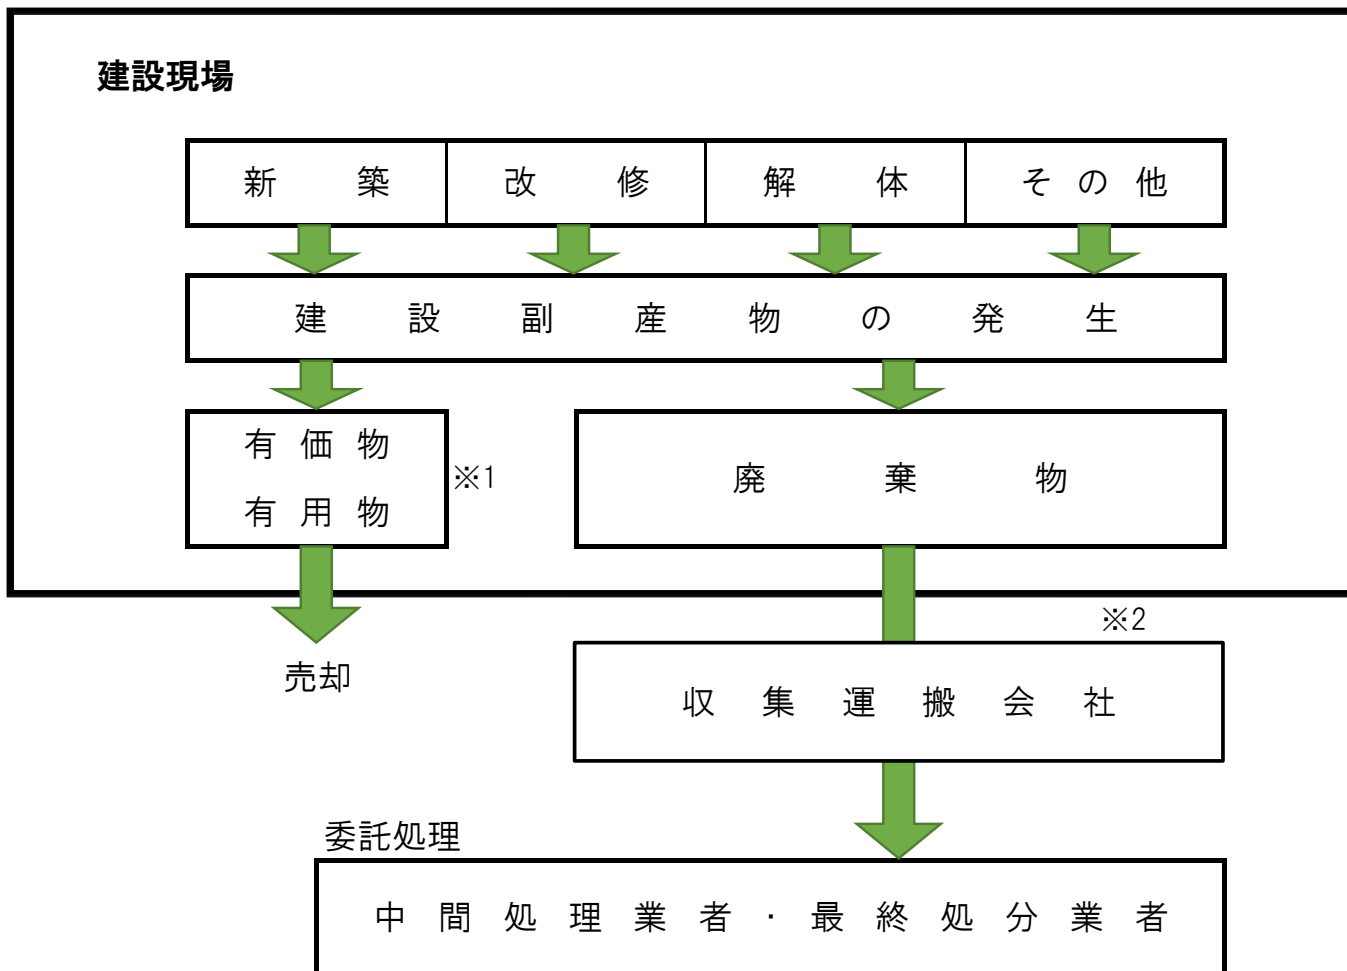 建設現場
新築 改修 解体 その他
建設副産物の発生
有価物
有用物
※1
廃棄物
※2
売却
収集運搬会社
委託処理
中間処理業者・最終処分業者